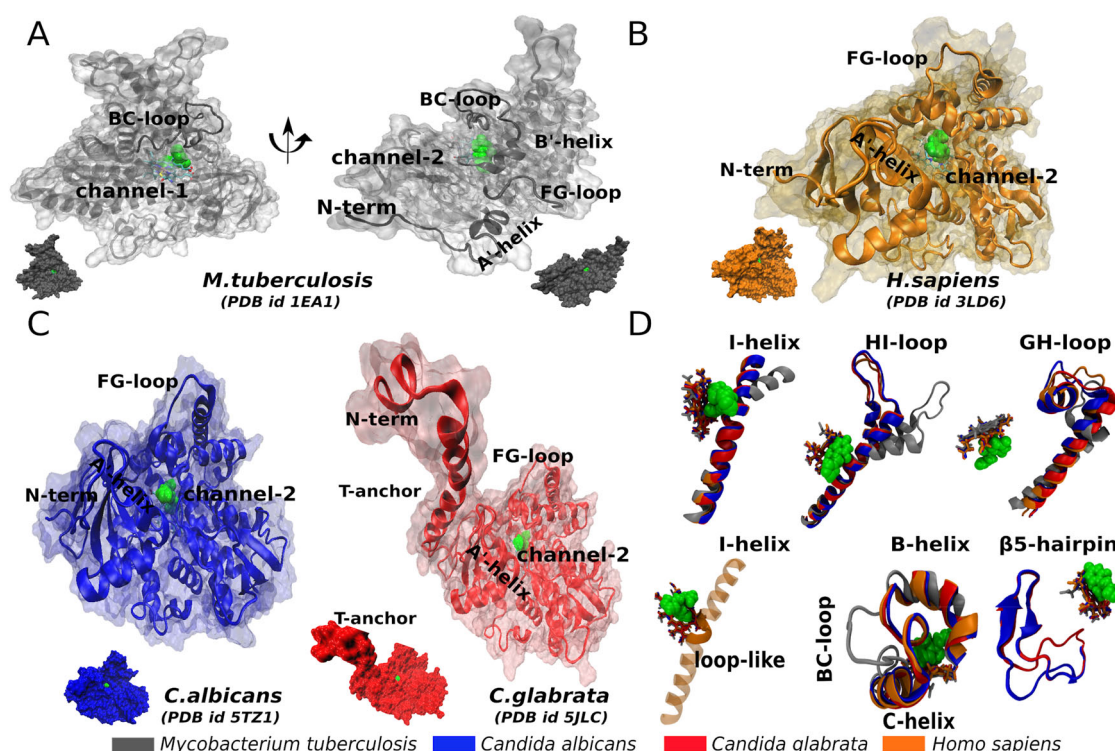 A
BC-loop
channel-1
BC-loop
B'-helix
channel-2
FG-loop
N-term
A'-helix
M.tuberculosis
(PDB id 1EA1)
B
FG-loop
A'-helix
N-term
channel-2
H.sapiens
(PDB id 3LD6)
C
FG-loop
A'-helix
N-term
channel-2
C.albicans
(PDB id 5TZ1)
N-term
FG-loop
T-anchor
channel-2
A'-helix
T-anchor
C.glabrata
(PDB id 5JLC)
D
I-helix
HI-loop
GH-loop
I-helix
loop-like
B-helix
BC-loop
C-helix
β5-hairpin
Mycobacterium tuberculosis
Candida albicans
Candida glabrata
Homo sapiens